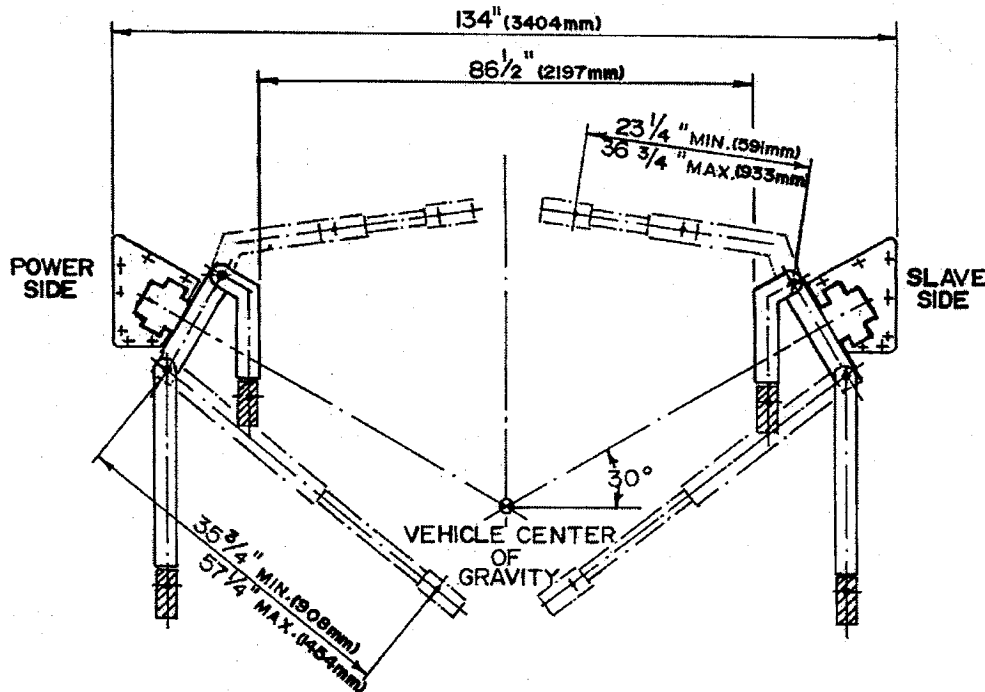 134" (3404mm)
86 1/2" (2197mm)
23 1/4 " MIN. (591mm)
36 3/4 " MAX. (933mm
POWER
SIDE
SLAVE
SIDE
30°
VEHICLE CENTER
OF
GRAVITY
35 3/4 " MIN. (908mm)
57 1/4 " MAX. (1454mm)